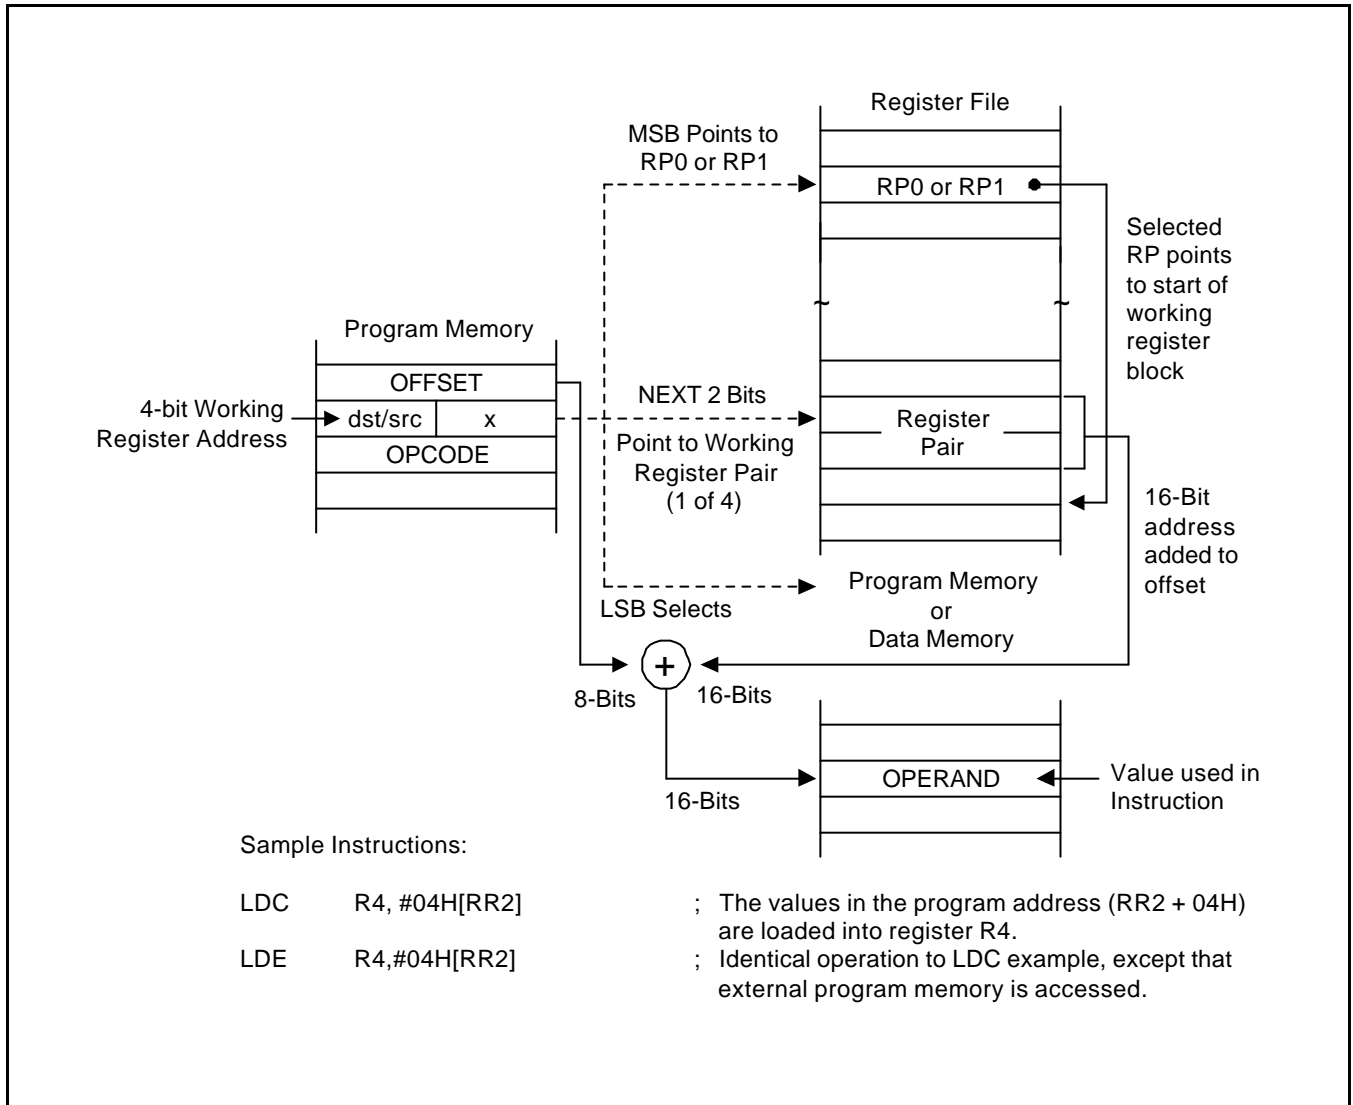 Register File
MSB Points to
RP0 or RP1
RP0 or RP1
Selected
RP points
to start of
working
register
block
Program Memory
OFFSET
4-bit Working
Register Address
dst/src x
OPCODE
NEXT 2 Bits
Point to Working
Register Pair
(1 of 4)
Register
Pair
16-Bit
address
added to
offset
LSB Selects
Program Memory
or
Data Memory
+
8-Bits
16-Bits
16-Bits
OPERAND
Value used in
Instruction
Sample Instructions:
LDC R4, #04H[RR2] ; The values in the program address (RR2 + 04H)
are loaded into register R4.
LDE R4,#04H[RR2] ; Identical operation to LDC example, except that
external program memory is accessed.